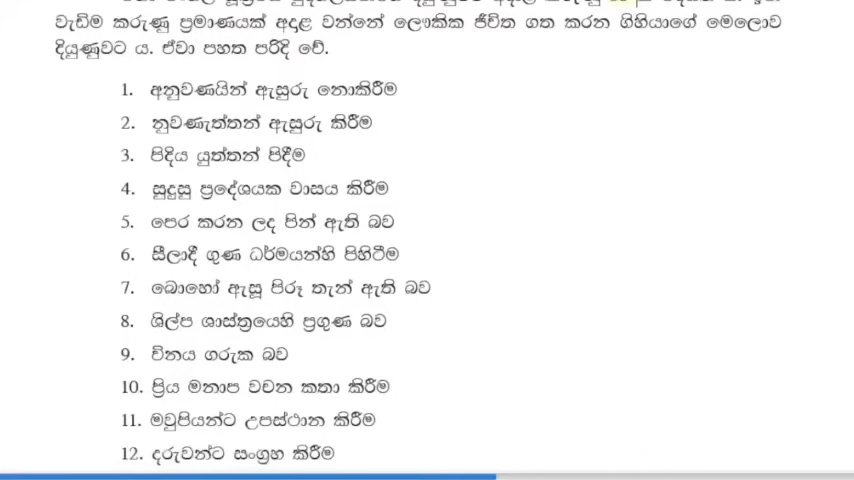 වැඩිම කරුණු ප්‍රමාණයක් අදාළ වන්නේ ලෞකික ජීවිත ගත කරන ගිහියාගේ මෙලොව
දියුණුවට ය. ඒවා පහත පරිදි වේ.
1. අනුවණයින් ඇසුරු නොකිරීම
2. නුවණැත්තන් ඇසුරු කිරීම
3. පිදිය යුත්තන් පිදීම
4. සුදුසු ප්‍රදේශයක වාසය කිරීම
5. පෙර කරන ලද පින් ඇති බව
6. සීලාදී ගුණ ධර්මයන්හි පිහිටීම
7. බොහෝ ඇසූ පිරූ තැන් ඇති බව
8. ශිල්ප ශාස්ත්‍රයෙහි ප්‍රගුණ බව
9. විනය ගරුක බව
10. ප්‍රිය මනාප වචන කතා කිරීම
11. මවුපියන්ට උපස්ථාන කිරීම
12. දරුවන්ට සංග්‍රහ කිරීම